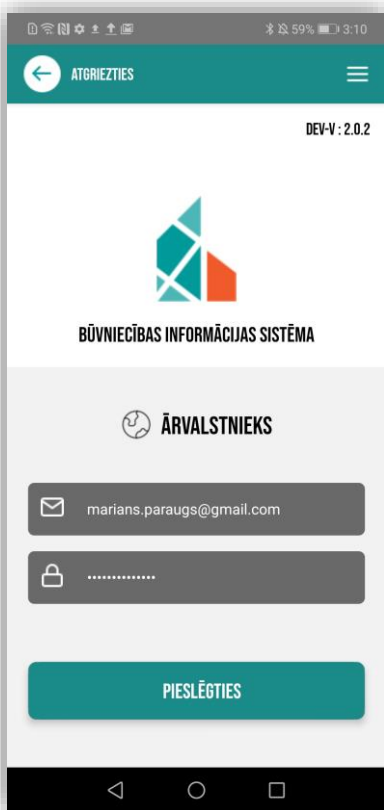 59% 3:10
ATGRIEZTIES
DEV-V : 2.0.2
BŪVNIECĪBAS INFORMĀCIJAS SISTĒMA
ĀRVALSTNIEKS
marians.paraugs@gmail.com
••••••••••••••
PIESLĒGTIES